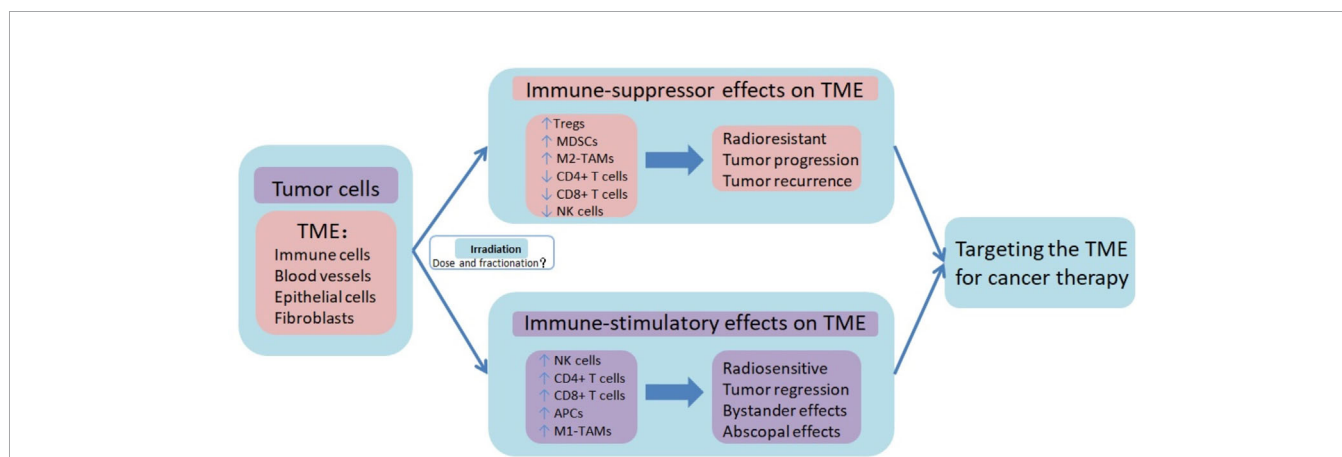 Tumor cells
TME:
Immune cells
Blood vessels
Epithelial cells
Fibroblasts
Irradiation
Dose and fractionation?
Immune-suppressor effects on TME
↑Tregs
↑ MDSCs
↑ M2-TAMs
↓ CD4+ T cells
↓ CD8+ T cells
↓ NK cells
Radioresistant
Tumor progression
Tumor recurrence
Immune-stimulatory effects on TME
↑ NK cells
↑ CD4+ T cells
↑ CD8+ T cells
↑ APCs
↑ M1-TAMs
Radiosensitive
Tumor regression
Bystander effects
Abscopal effects
Targeting the TME
for cancer therapy